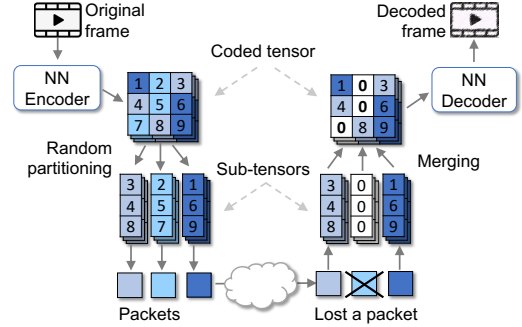 Original
frame
Decoded
frame
NN
Encoder
Coded tensor
NN
Decoder
1 2 3
4 5 6
7 8 9
1 0 3
4 0 6
0 8 9
Random
partitioning
Sub-tensors
Merging
3 2 1
4 5 6
8 7 9
3 0 1
4 0 6
8 0 9
Packets
Lost a packet